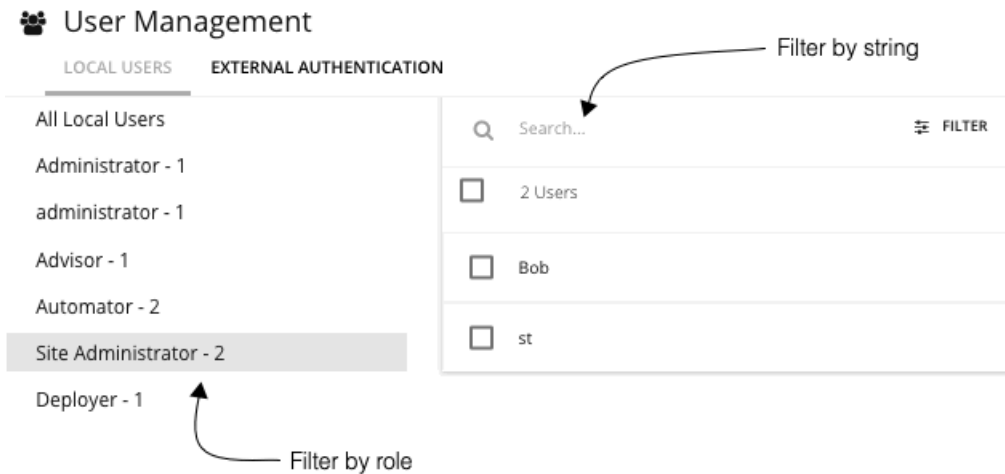 User Management
LOCAL USERS EXTERNAL AUTHENTICATION
Filter by string
All Local Users
Administrator - 1
administrator - 1
Advisor - 1
Automator - 2
Site Administrator - 2
Deployer - 1
Filter by role
Search... FILTER
2 Users
Bob
st